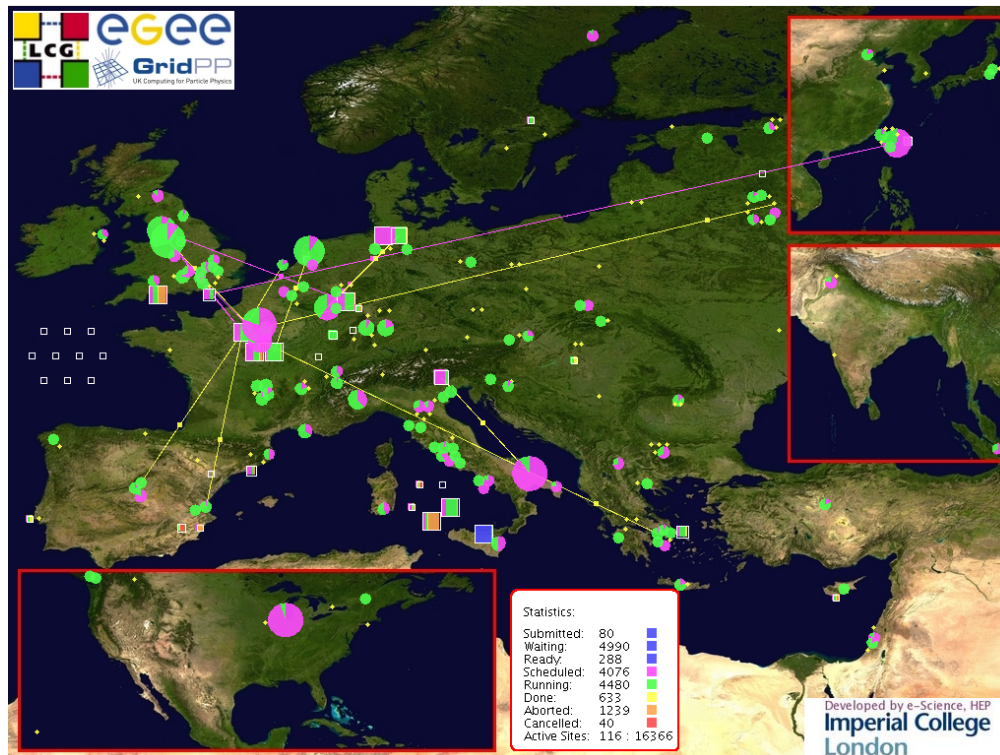 LCG
eGee
GridPP
UK Computing for Particle Physics
Statistics:
Submitted: 80
Waiting: 4990
Ready: 288
Scheduled: 4076
Running: 4480
Done: 633
Aborted: 1239
Cancelled: 40
Active Sites: 116 : 16366
Developed by e-Science, HEP
Imperial College
London